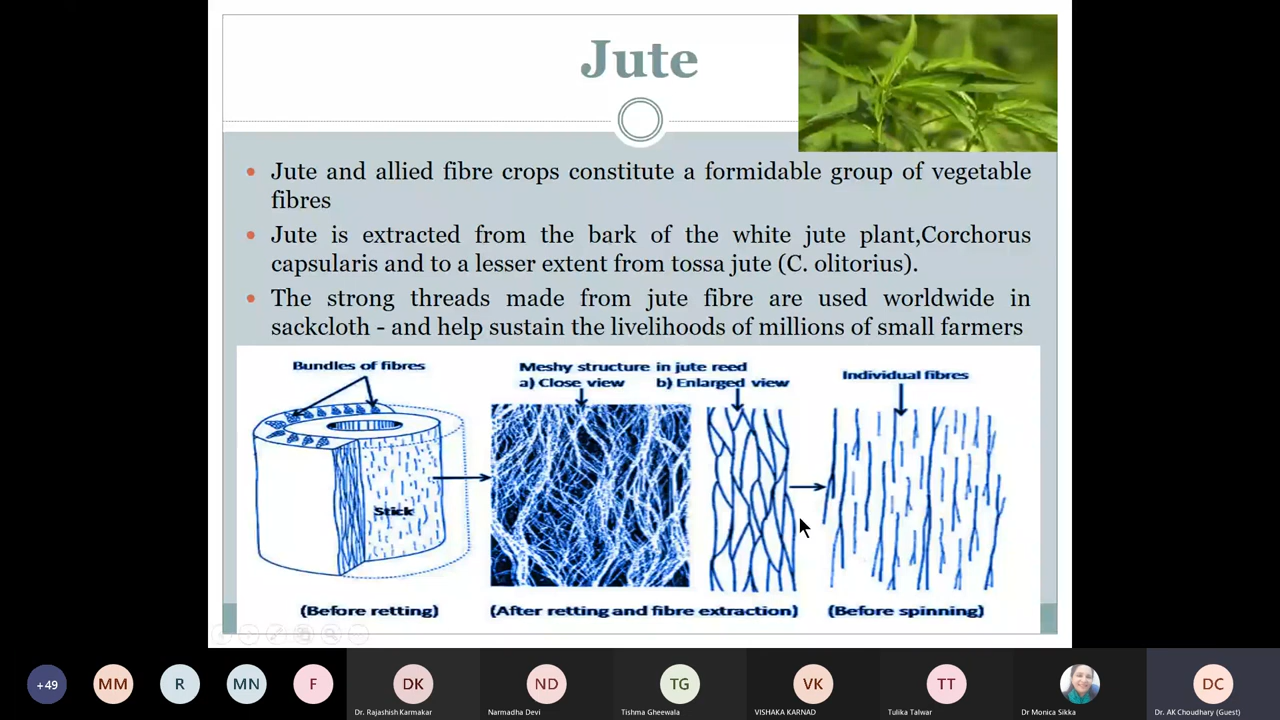 Jute
Jute and allied fibre crops constitute a formidable group of vegetable
fibres
Jute is extracted from the bark of the white jute plant,Corchorus
capsularis and to a lesser extent from tossa jute (C. olitorius).
The strong threads made from jute fibre are used worldwide in
sackcloth - and help sustain the livelihoods of millions of small farmers
Bundles of fibres
Meshy structure in jute reed
a) Close view b) Enlarged view
Individual fibres
Stick
(Before retting)
(After retting and fibre extraction)
(Before spinning)
+49
MM
R
MN
F
DK
ND
TG
VK
TT
DC
Dr. Rajashish Karmakar
Narmadha Devi
Tishma Gheewala
VISHAKA KARNAD
Tulika Talwar
Dr Monica Sikka
Dr. AK Choudhary (Guest)